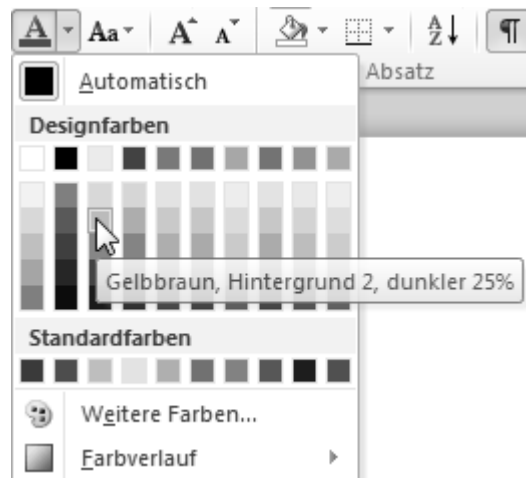 A Aa A A A Z ¶
Absatz
Automatisch
Designfarben
Gelbbraun, Hintergrund 2, dunkler 25%
Standardfarben
Weitere Farben...
Farbverlauf